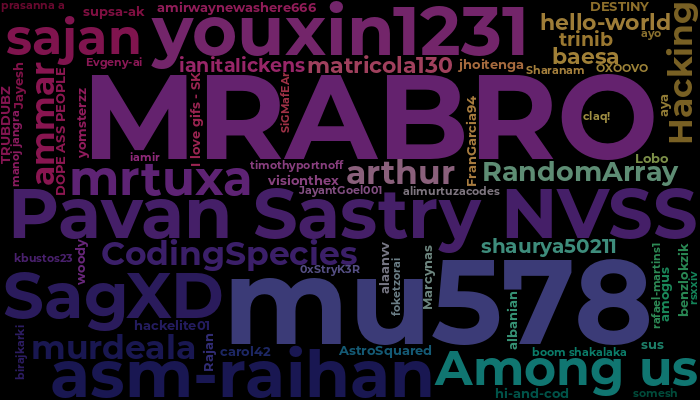 prasanna a
supsa-ak
amirwaynewashere666
DESTINY
sajan
youxin1231
hello-world
ayo
trinib
Hacking
Evgeny-ai
ianitalickens
matricola130
jhoitenga
baesa
Sharanam
OXOOVO
TRUBDUBZ
Jayesh
manoj jangra
ammar
DOPE ASS PEOPLE
yomsterzz
MRABRO
I love gifs - SK
SIGMafEAr
FranGarcia94
claq!
aya
iamir
timothyportnoff
Lobo
mrtuxa
visionthex
arthur
RandomArray
JayantGoel001
alimurtuzacodes
Pavan Sastry NVSS
kbustos23
woody
CodingSpecies
0xStryK3R
alaanvv
foketzorai
Marcynas
shaurya50211
rafael-martins1
amogus
benzlokzik
rsxxiv
SagXD
mu578
albanian
hackelite01
birajkarki
murdeala
Rajan
carol42
AstroSquared
boom shakalaka
sus
asm-raihan
Among us
hi-and-cod
somesh